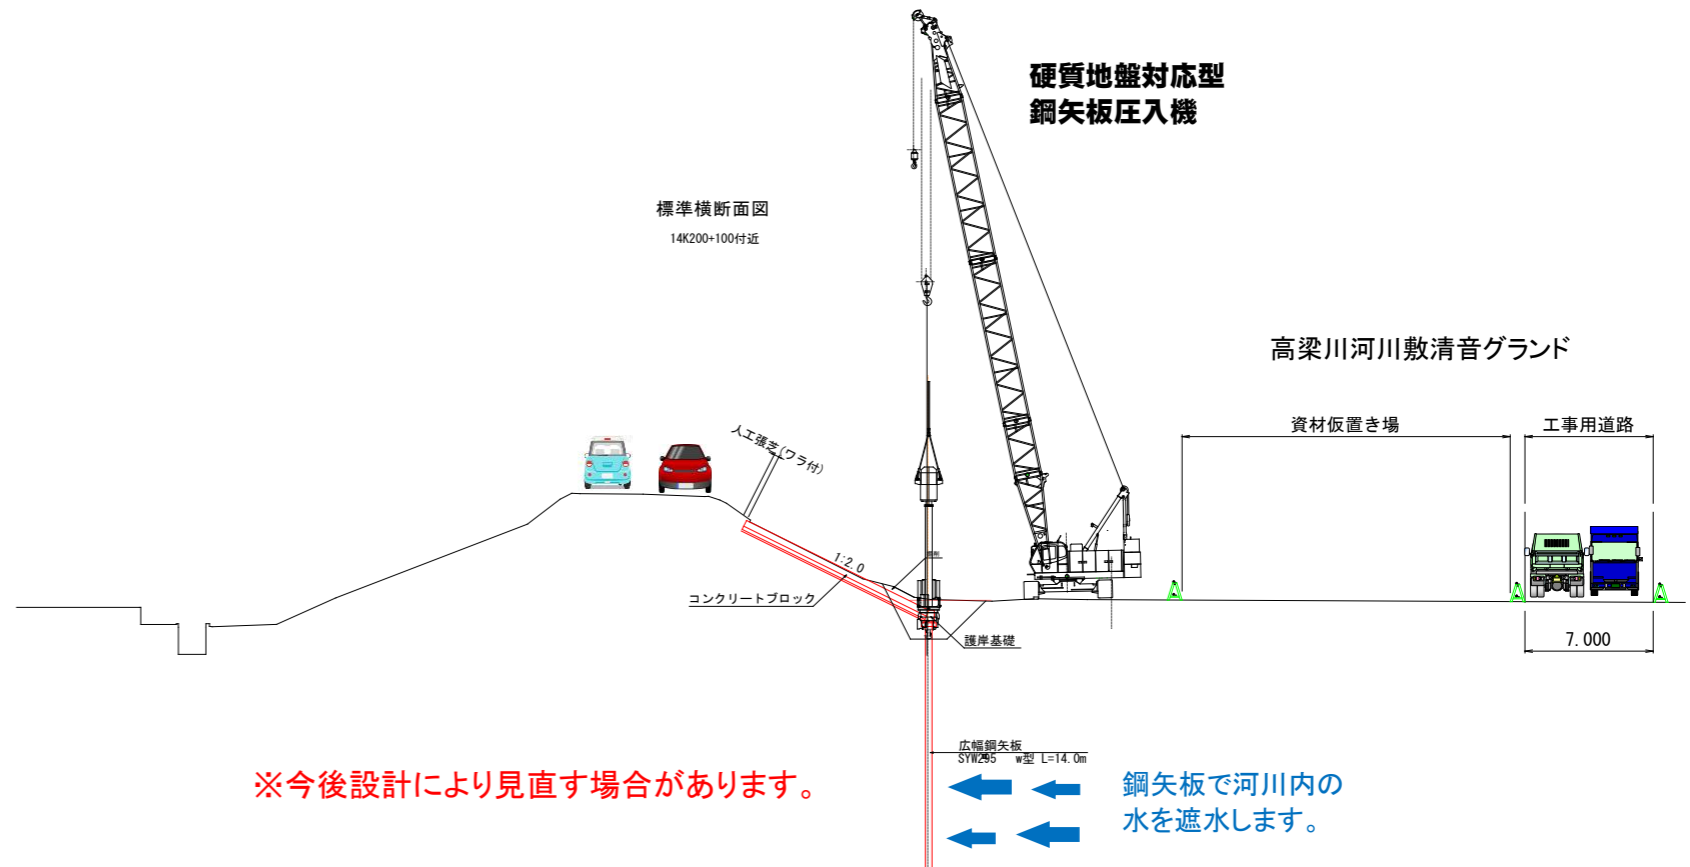 硬質地盤対応型
鋼矢板圧入機
標準横断面図
14K200+100付近
高梁川河川敷清音グランド
資材仮置き場
工事用道路
人工張芝(ワラ付)
1:2.0
コンクリートブロック
護岸基礎
7.000
広幅鋼矢板
SYW295 w型 L=14.0m
※今後設計により見直す場合があります。
鋼矢板で河川内の
水を遮水します。